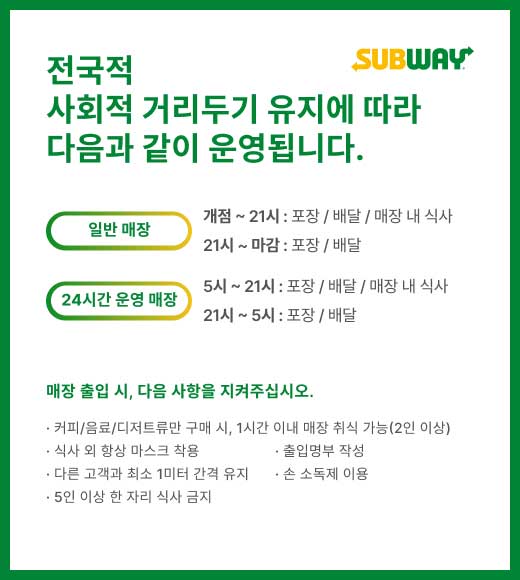 SUBWAY
전국적
사회적 거리두기 유지에 따라
다음과 같이 운영됩니다.
일반 매장
개점 ~ 21시 : 포장 / 배달 / 매장 내 식사
21시 ~ 마감 : 포장 / 배달
24시간 운영 매장
5시 ~ 21시 : 포장 / 배달 / 매장 내 식사
21시 ~ 5시 : 포장 / 배달
매장 출입 시, 다음 사항을 지켜주십시오.
· 커피/음료/디저트류만 구매 시, 1시간 이내 매장 취식 가능(2인 이상)
· 식사 외 항상 마스크 착용
· 출입명부 작성
· 다른 고객과 최소 1미터 간격 유지
· 손 소독제 이용
· 5인 이상 한 자리 식사 금지